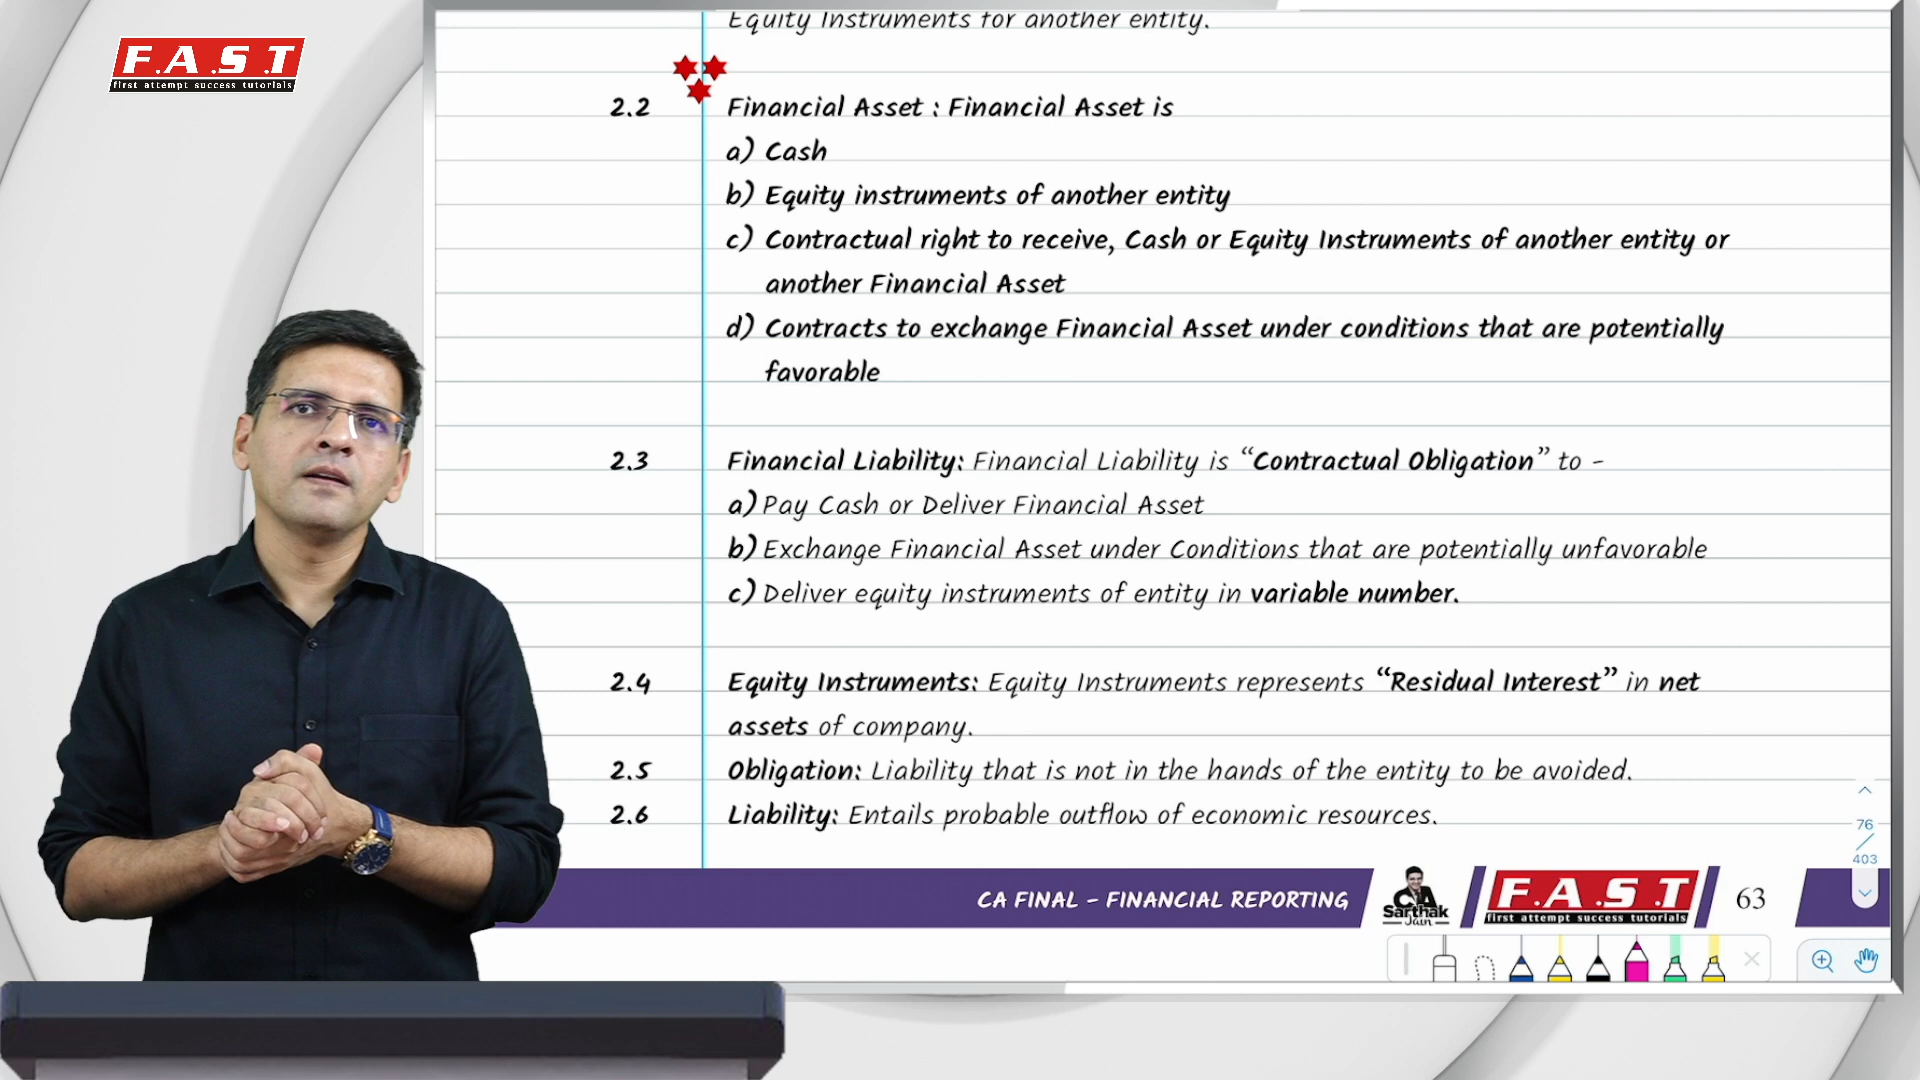 F.A.S.T
first attempt success tutorials
Equity Instruments for another entity.
2.2 Financial Asset : Financial Asset is
a) Cash
b) Equity instruments of another entity
c) Contractual right to receive, Cash or Equity Instruments of another entity or
another Financial Asset
d) Contracts to exchange Financial Asset under conditions that are potentially
favorable
2.3 Financial Liability: Financial Liability is “Contractual Obligation” to -
a) Pay Cash or Deliver Financial Asset
b) Exchange Financial Asset under Conditions that are potentially unfavorable
c) Deliver equity instruments of entity in variable number.
2.4 Equity Instruments: Equity Instruments represents “Residual Interest” in net
assets of company.
2.5 Obligation: Liability that is not in the hands of the entity to be avoided.
2.6 Liability: Entails probable outflow of economic resources.
76
/
403
CA FINAL – FINANCIAL REPORTING
CA
Sarthak
Jain
F.A.S.T
first attempt success tutorials
63